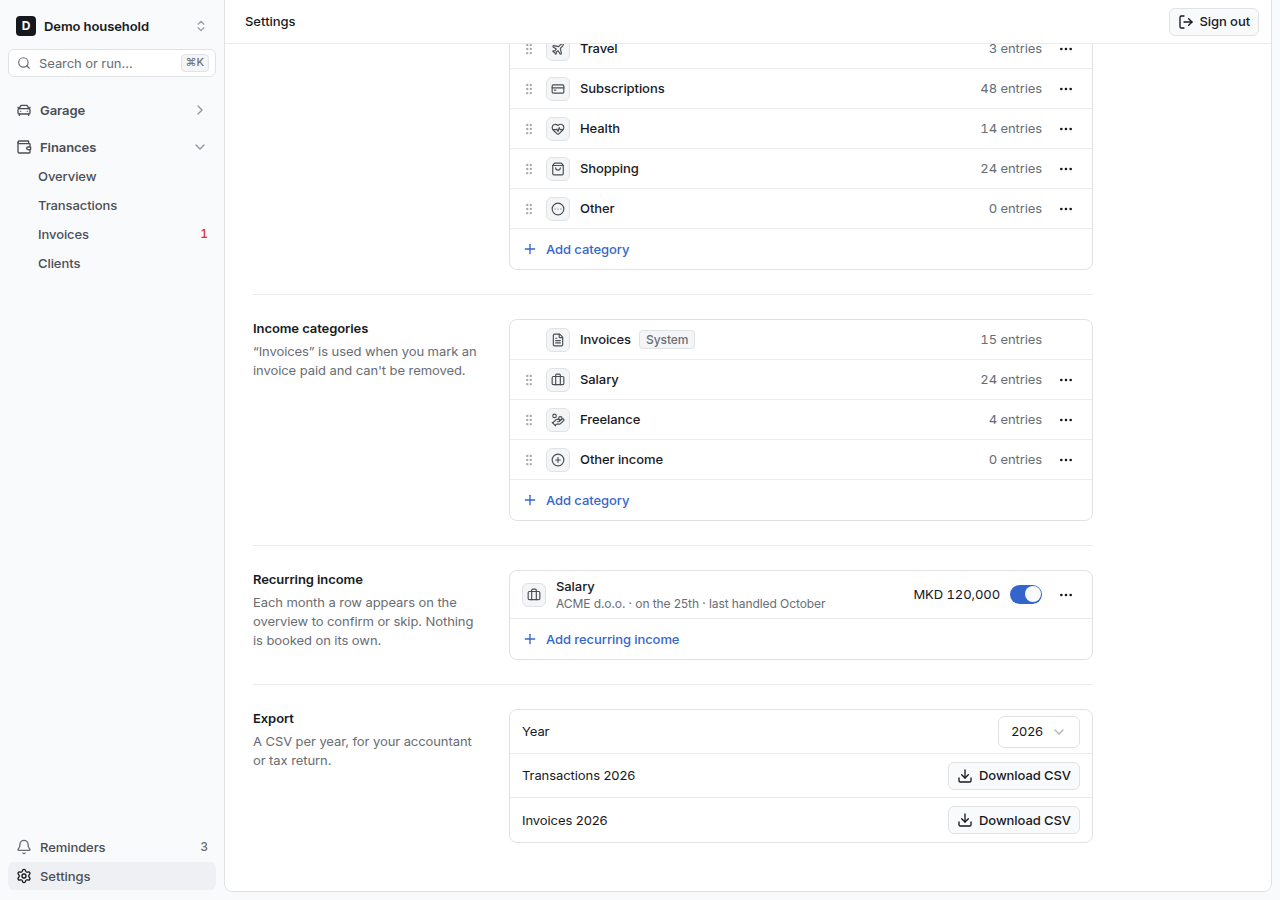 D Demo household
Settings
Sign out
Search or run...
⌘K
Garage
Finances
Overview
Transactions
Invoices 1
Clients
Reminders 3
Settings
Travel 3 entries
Subscriptions 48 entries
Health 14 entries
Shopping 24 entries
Other 0 entries
Add category
Income categories
“Invoices” is used when you mark an
invoice paid and can't be removed.
Invoices System 15 entries
Salary 24 entries
Freelance 4 entries
Other income 0 entries
Add category
Recurring income
Each month a row appears on the
overview to confirm or skip. Nothing
is booked on its own.
Salary
ACME d.o.o. · on the 25th · last handled October
MKD 120,000
Add recurring income
Export
A CSV per year, for your accountant
or tax return.
Year 2026
Transactions 2026 Download CSV
Invoices 2026 Download CSV